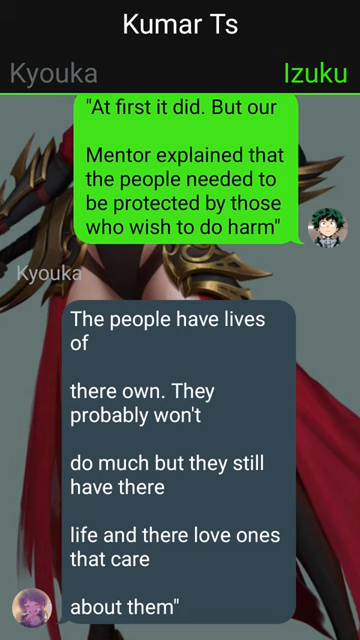 Kumar Ts
Kyouka
Izuku
"At first it did. But our
Mentor explained that
the people needed to
be protected by those
who wish to do harm"
Kyouka
The people have lives
of
there own. They
probably won't
do much but they still
have there
life and there love ones
that care
about them"